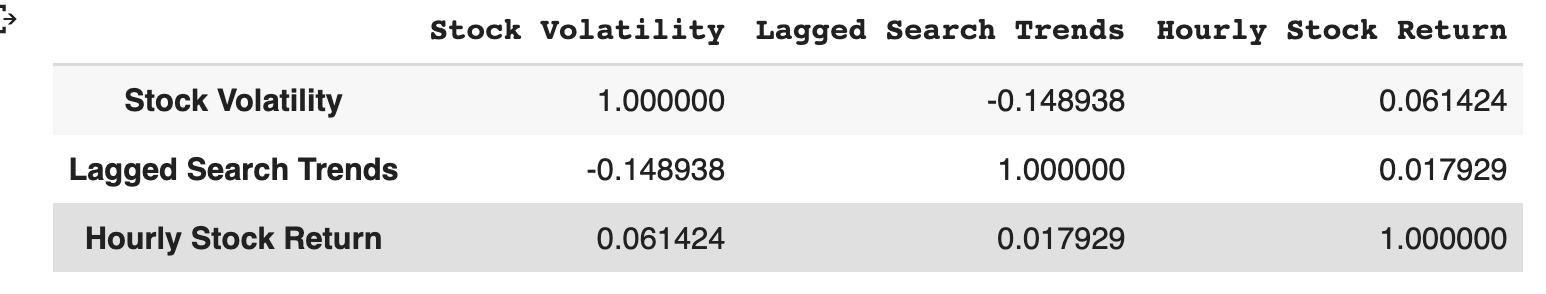 Stock Volatility Lagged Search Trends Hourly Stock Return
Stock Volatility 1.000000 -0.148938 0.061424
Lagged Search Trends -0.148938 1.000000 0.017929
Hourly Stock Return 0.061424 0.017929 1.000000